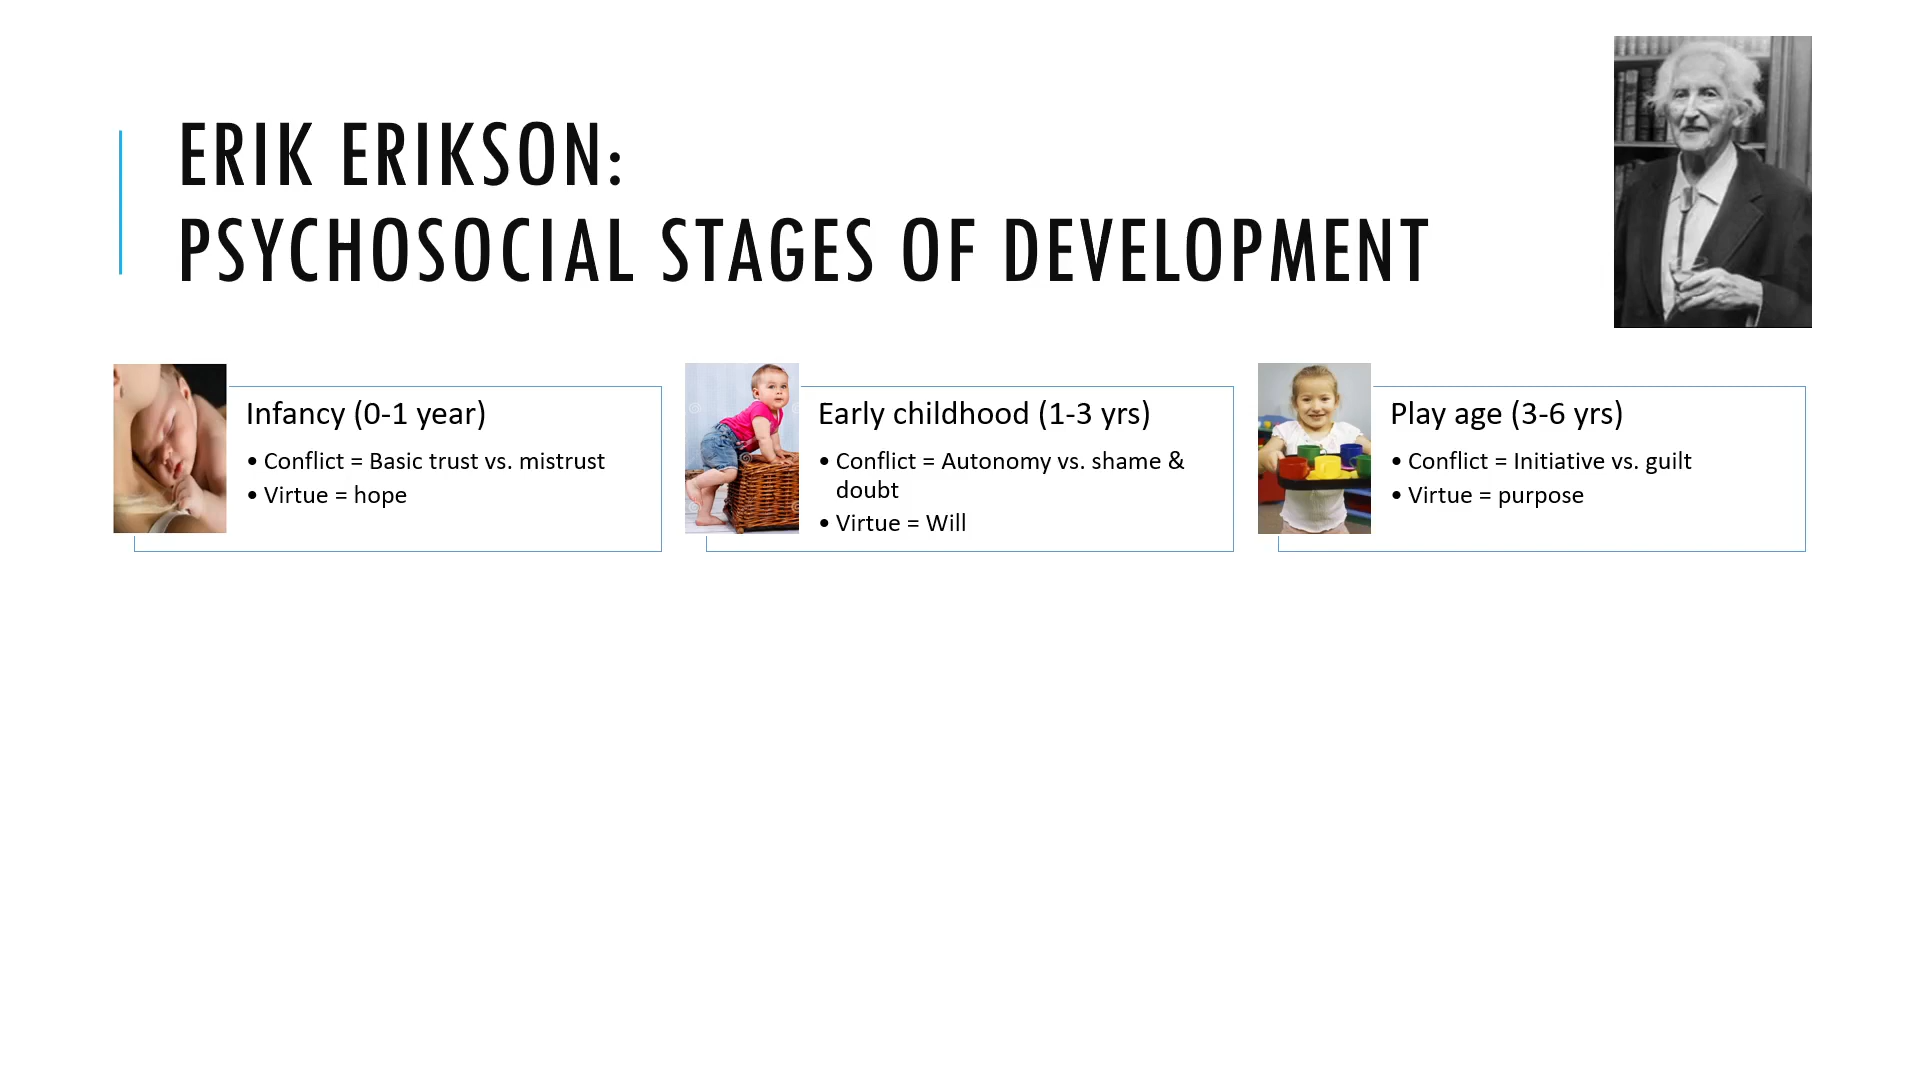 ERIK ERIKSON:
PSYCHOSOCIAL STAGES OF DEVELOPMENT
Infancy (0-1 year)
• Conflict = Basic trust vs. mistrust
• Virtue = hope
Early childhood (1-3 yrs)
• Conflict = Autonomy vs. shame &
doubt
• Virtue = Will
Play age (3-6 yrs)
• Conflict = Initiative vs. guilt
• Virtue = purpose